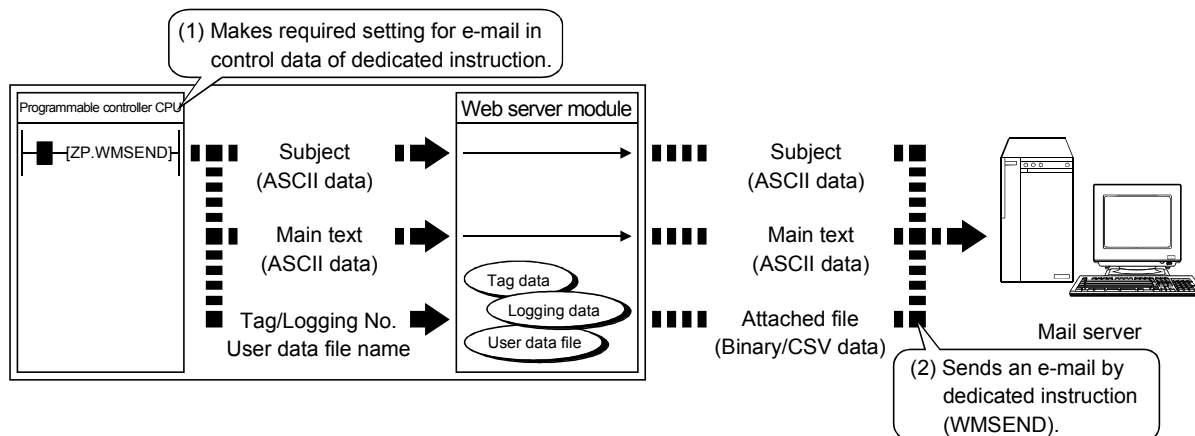 (1) Makes required setting for e-mail in
control data of dedicated instruction.
Programmable controller CPU
Web server module
[ZP.WMSEND]
Subject
(ASCII data)
Subject
(ASCII data)
Main text
(ASCII data)
Main text
(ASCII data)
Tag data
Logging data
User data file
Tag/Logging No.
User data file name
Attached file
(Binary/CSV data)
Mail server
(2) Sends an e-mail by
dedicated instruction
(WMSEND).